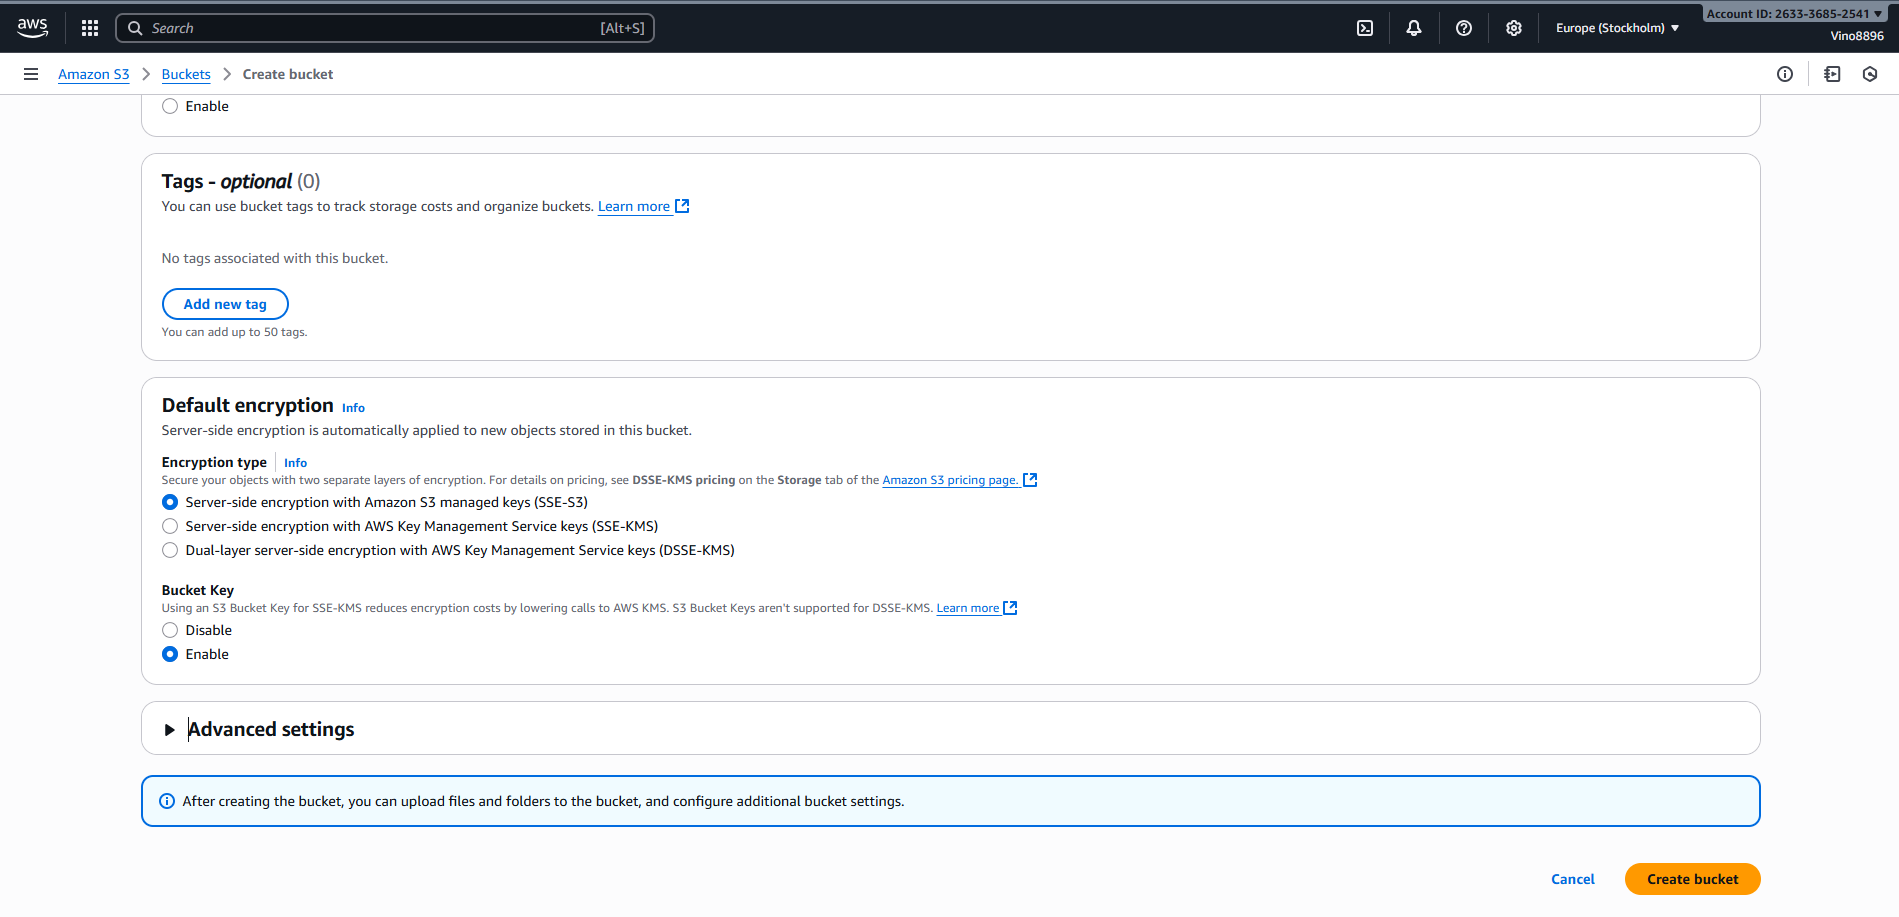 aws
Search [Alt+S]
Europe (Stockholm)
Account ID: 2633-3685-2541
Vino8896
Amazon S3 > Buckets > Create bucket
Enable
Tags - optional (0)
You can use bucket tags to track storage costs and organize buckets. Learn more
No tags associated with this bucket.
Add new tag
You can add up to 50 tags.
Default encryption Info
Server-side encryption is automatically applied to new objects stored in this bucket.
Encryption type Info
Secure your objects with two separate layers of encryption. For details on pricing, see DSSE-KMS pricing on the Storage tab of the Amazon S3 pricing page.
Server-side encryption with Amazon S3 managed keys (SSE-S3)
Server-side encryption with AWS Key Management Service keys (SSE-KMS)
Dual-layer server-side encryption with AWS Key Management Service keys (DSSE-KMS)
Bucket Key
Using an S3 Bucket Key for SSE-KMS reduces encryption costs by lowering calls to AWS KMS. S3 Bucket Keys aren't supported for DSSE-KMS. Learn more
Disable
Enable
Advanced settings
After creating the bucket, you can upload files and folders to the bucket, and configure additional bucket settings.
Cancel
Create bucket